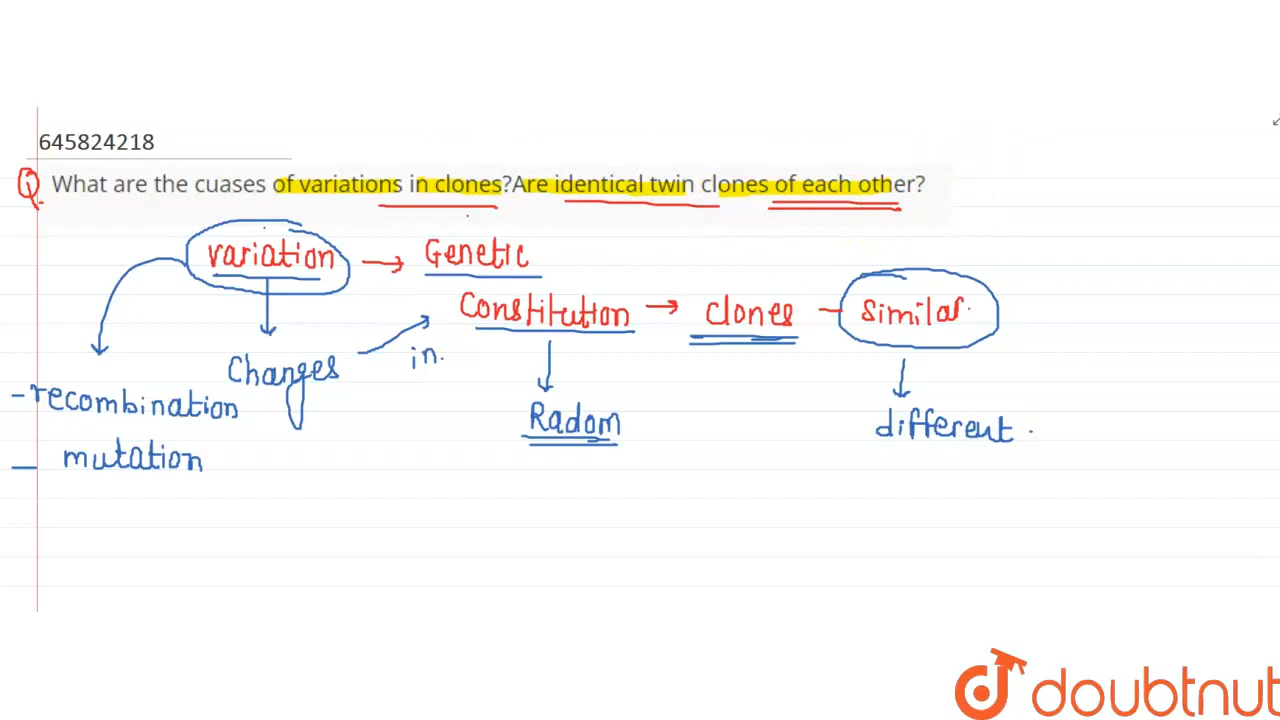 645824218
Q. What are the cuases of variations in clones?Are identical twin clones of each other?
variation → Genetic
Constitution → clones - similar.
Changes in.
- recombination
Radom
different.
- mutation
doubtnut